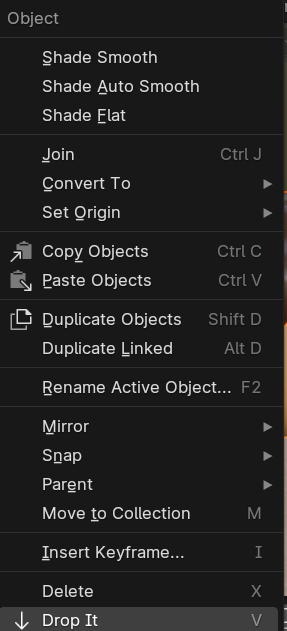 Object
Shade Smooth
Shade Auto Smooth
Shade Flat
Join Ctrl J
Convert To
Set Origin
Copy Objects Ctrl C
Paste Objects Ctrl V
Duplicate Objects Shift D
Duplicate Linked Alt D
Rename Active Object... F2
Mirror
Snap
Parent
Move to Collection M
Insert Keyframe... I
Delete X
Drop It V